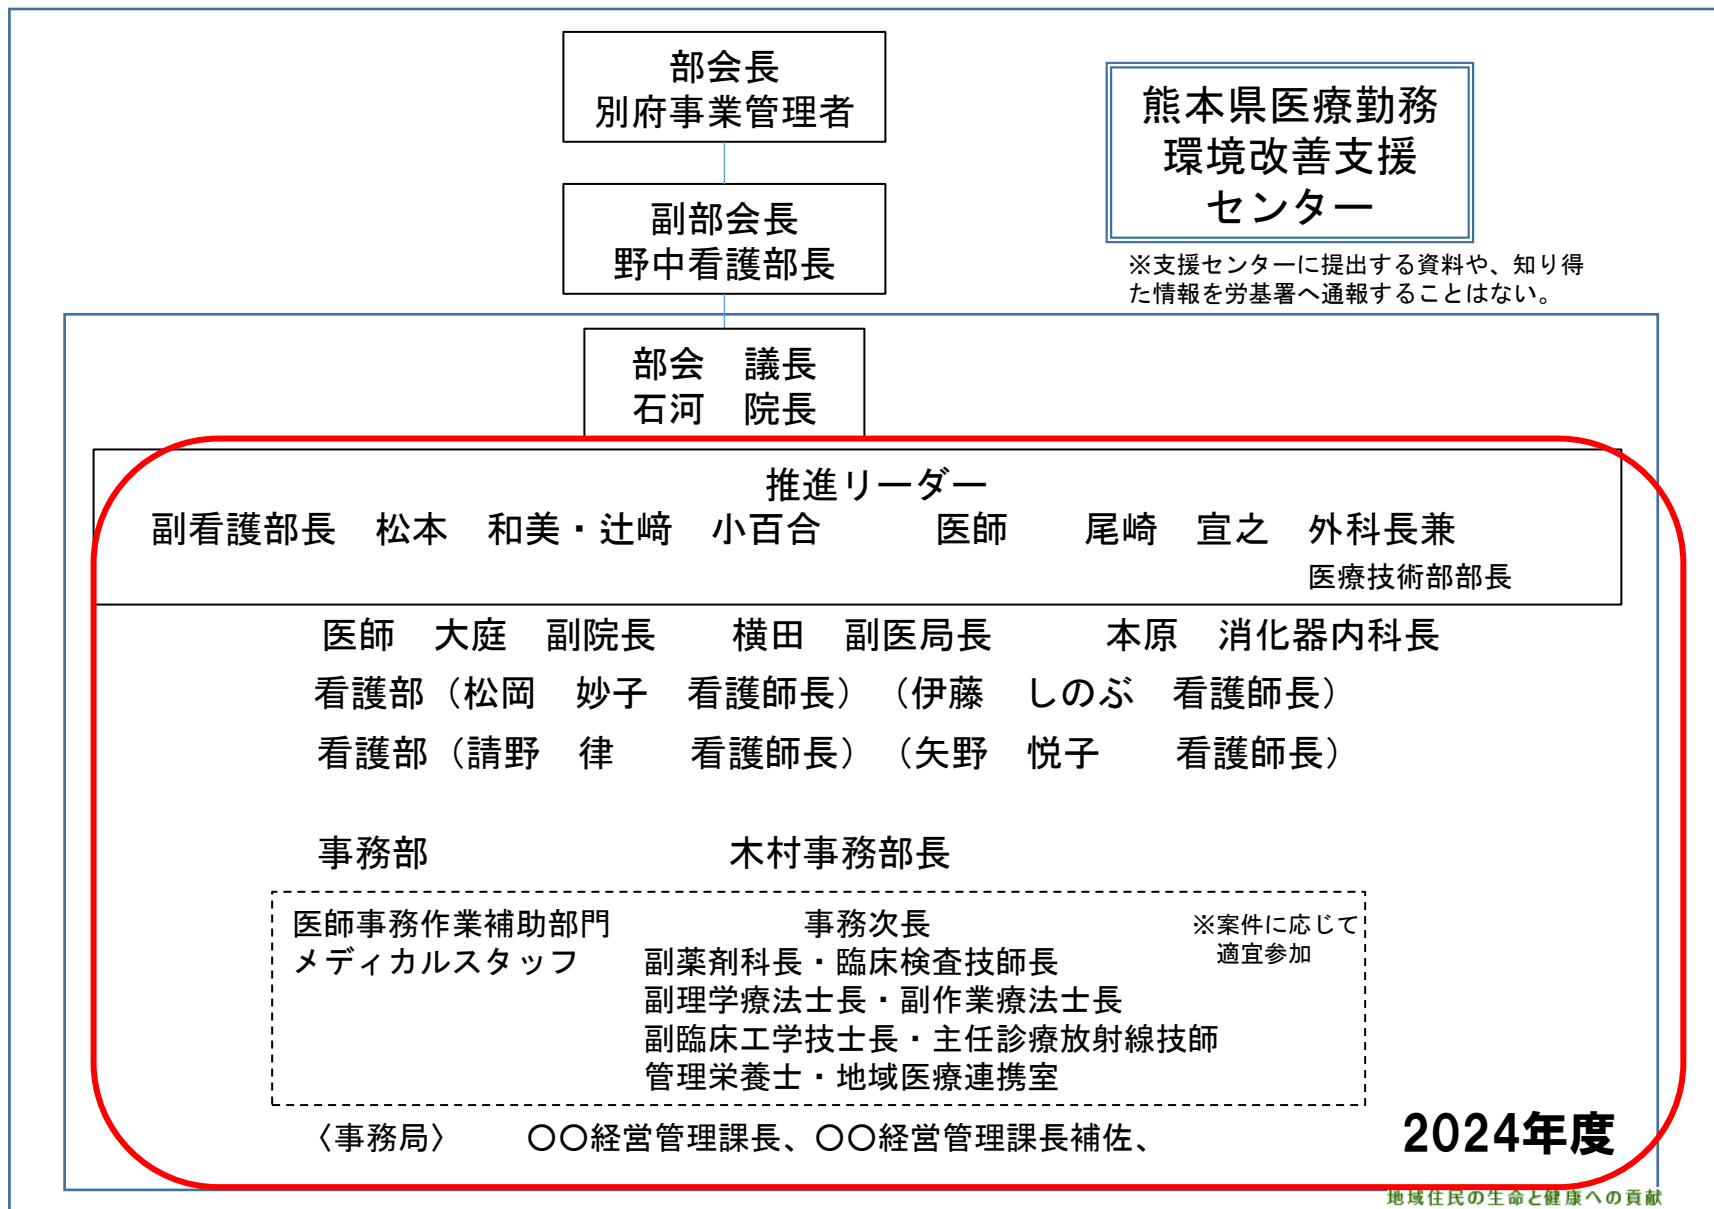 部会長
別府事業管理者
熊本県医療勤務
環境改善支援
センター
副部会長
野中看護部長
※支援センターに提出する資料や、知り得
た情報を労基署へ通報することはない。
部会　議長
石河　院長
推進リーダー
副看護部長　松本　和美・辻﨑　小百合　　　医師　　尾崎　宣之　外科長兼
医療技術部部長
医師　大庭　副院長　　横田　副医局長　　　本原　消化器内科長
看護部（松岡　妙子　看護師長）（伊藤　しのぶ　看護師長）
看護部（請野　律　　看護師長）（矢野　悦子　　看護師長）
事務部　　　　　　　　木村事務部長
医師事務作業補助部門　　　　　　事務次長
※案件に応じて
適宜参加
メディカルスタッフ　　副薬剤科長・臨床検査技師長
副理学療法士長・副作業療法士長
副臨床工学技士長・主任診療放射線技師
管理栄養士・地域医療連携室
〈事務局〉　　〇〇経営管理課長、〇〇経営管理課長補佐、
2024年度
地域住民の生命と健康への貢献